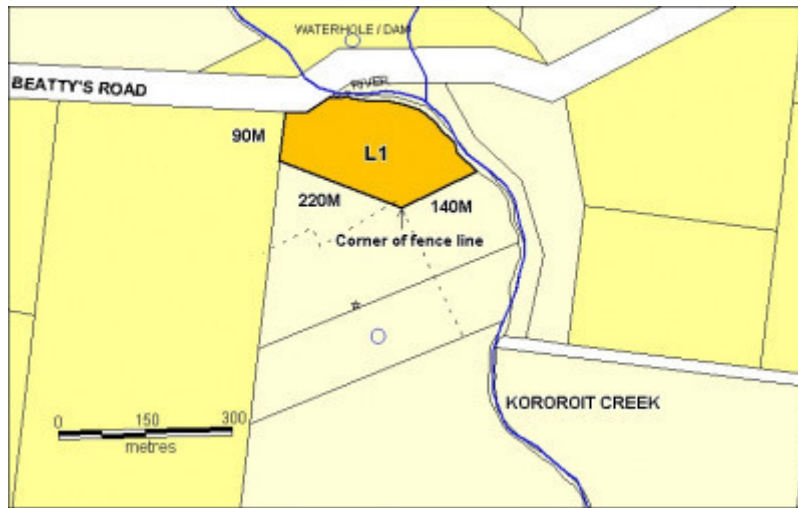 WATERHOLE / DAM
RIVER
BEATTY'S ROAD
90M
L1
220M
140M
Corner of fence line
0 150 300
metres
KOROROIT CREEK